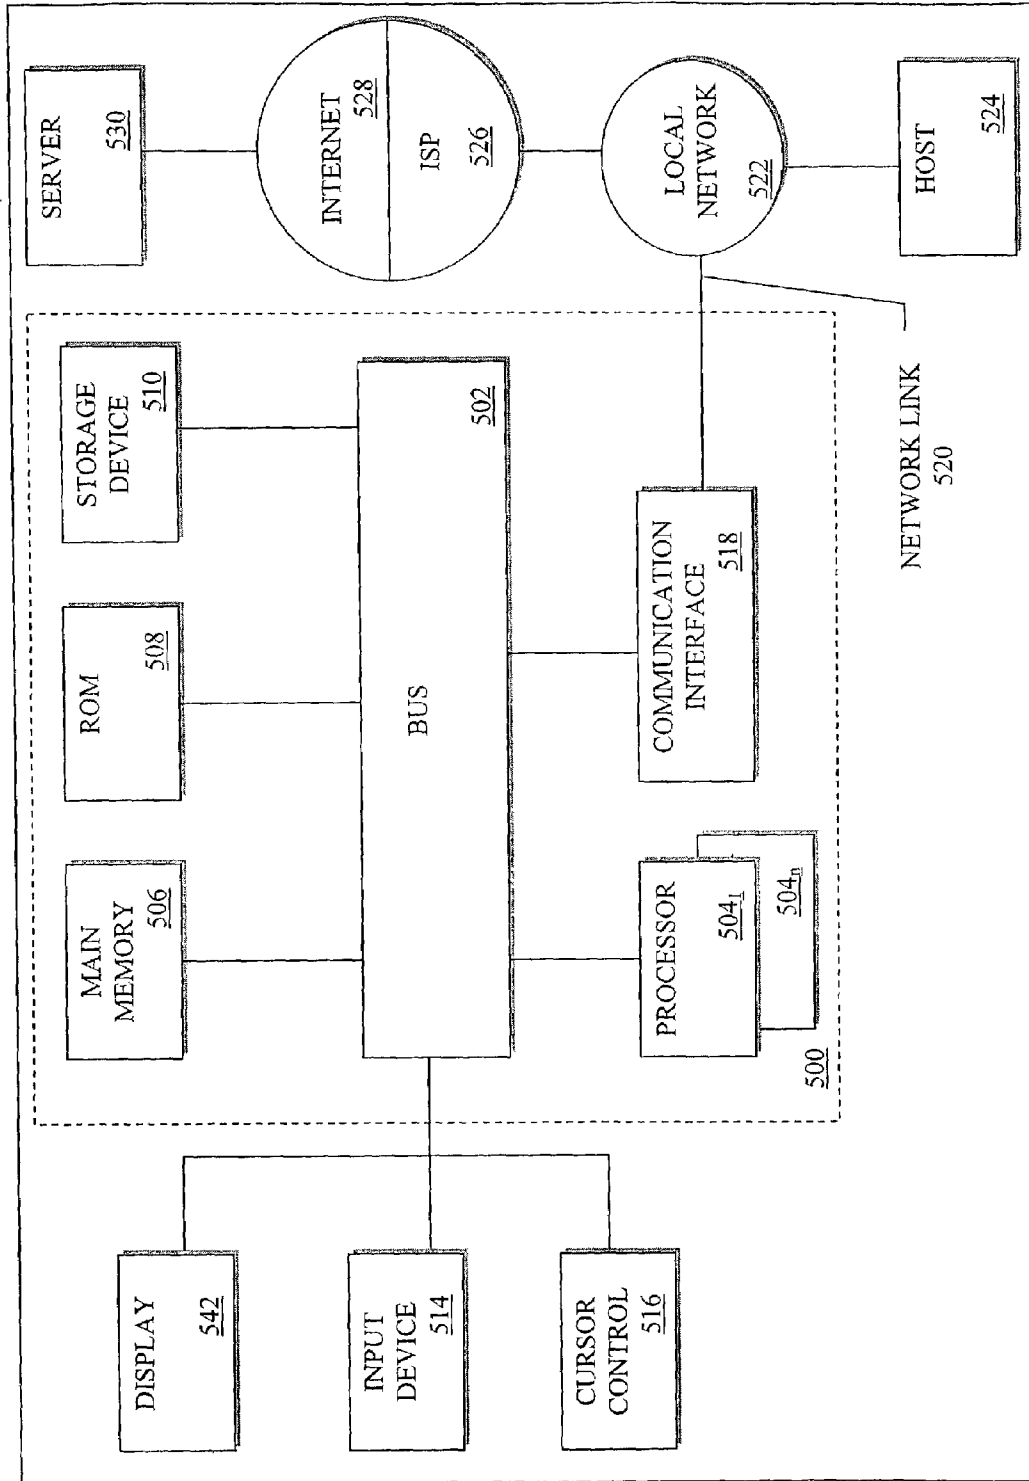 DISPLAY
542
INPUT
DEVICE
514
CURSOR
CONTROL
516
MAIN
MEMORY
506
ROM
508
STORAGE
DEVICE
510
BUS
502
PROCESSOR
504₁
504ₙ
500
COMMUNICATION
INTERFACE
518
SERVER
530
INTERNET
528
ISP
526
LOCAL
NETWORK
522
HOST
524
NETWORK LINK
520